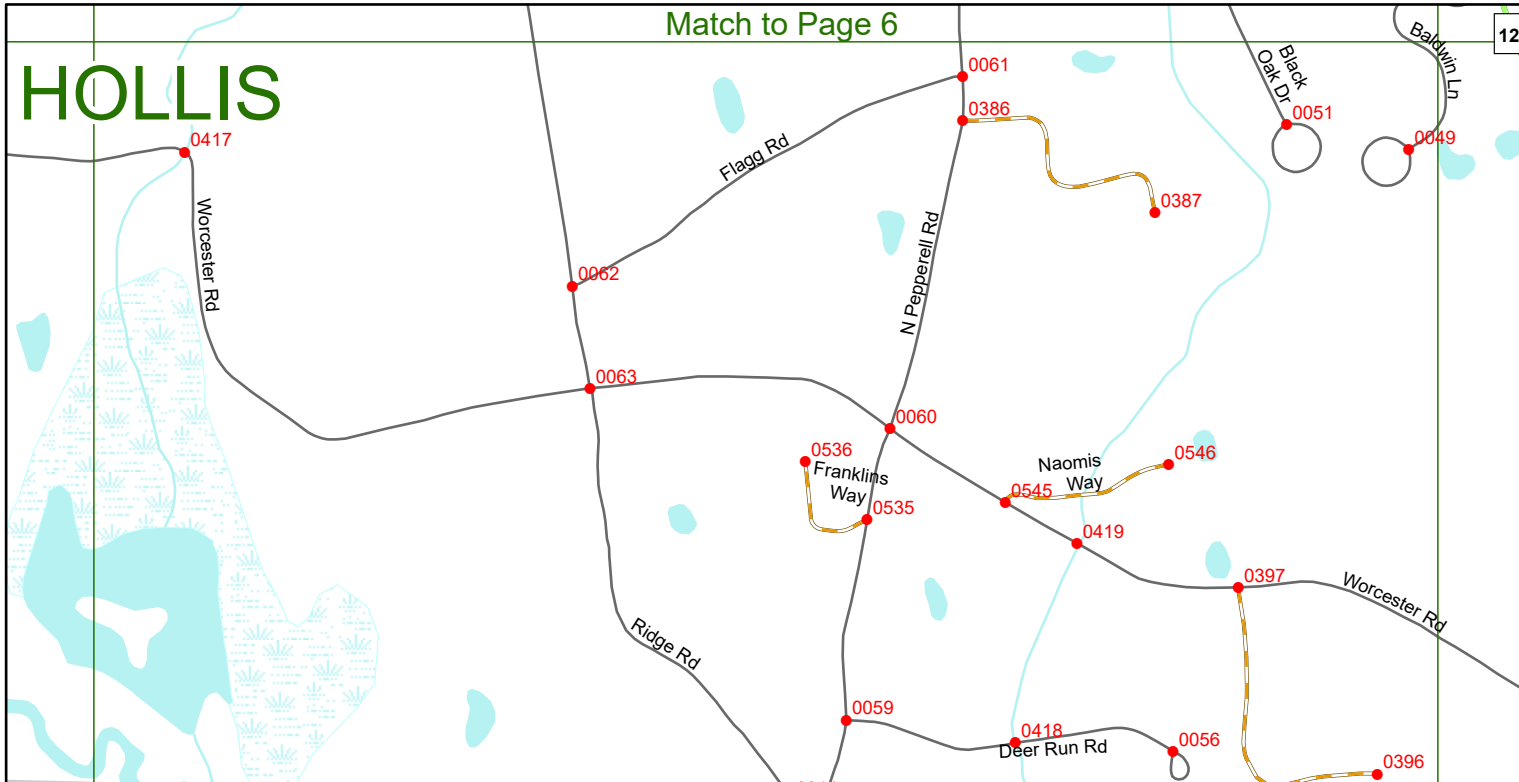 Match to Page 6
12
HOLLIS
0061
Black
Oak Dr
Baldwin Ln
0386
0051
0417
0049
Flagg Rd
0387
Worcester Rd
N Pepperell Rd
0062
0063
0060
0536
Franklins
Way
Naomis
Way
0546
0545
0535
0419
0397
Worcester Rd
Ridge Rd
0059
0418
Deer Run Rd
0056
0396